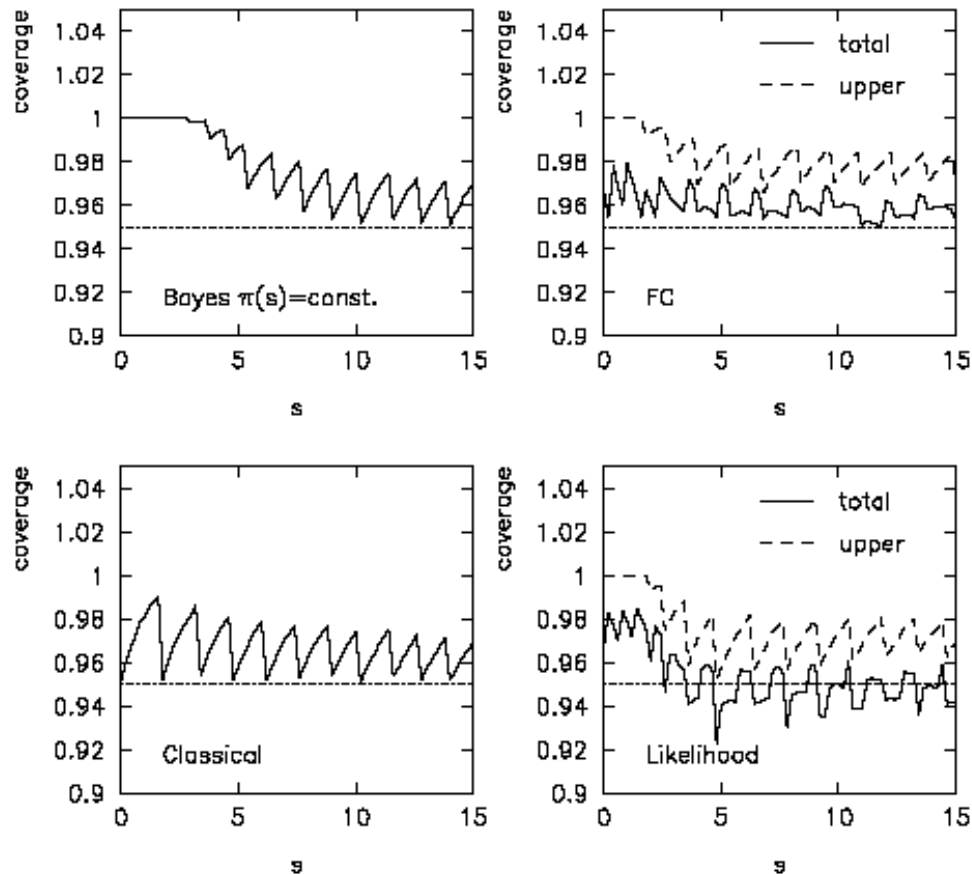 coverage
1.04
1.02
1
0.98
0.96
0.94
0.92
0.9
Bayes π(s)=const.
0 5 10 15
s
coverage
1.04
1.02
1
0.98
0.96
0.94
0.92
0.9
total
upper
FC
0 5 10 15
s
coverage
1.04
1.02
1
0.98
0.96
0.94
0.92
0.9
Classical
0 5 10 15
s
coverage
1.04
1.02
1
0.98
0.96
0.94
0.92
0.9
total
upper
Likelihood
0 5 10 15
s